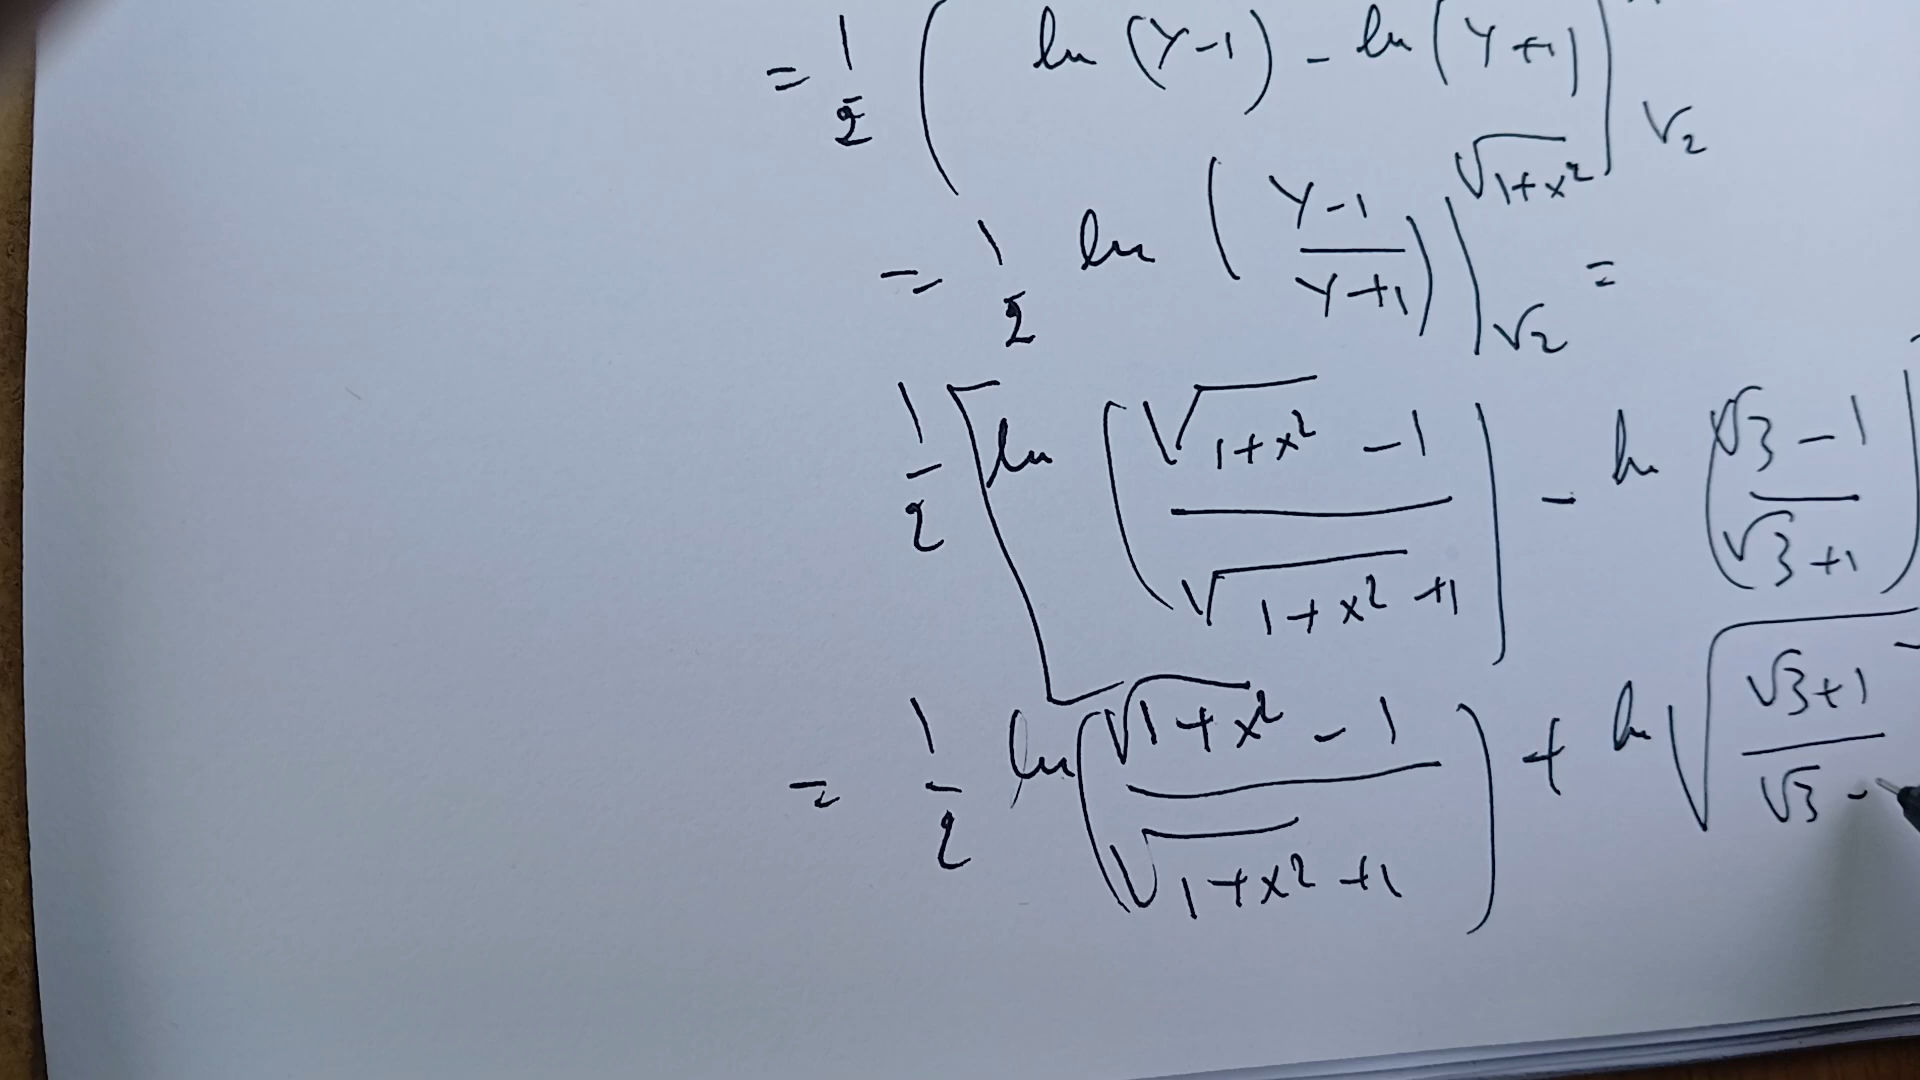 = 1/2 ( ln (y-1) - ln (y+1) ) √2
= 1/2 ln ( (y-1)/(y+1) ) |_{√2}^{√(1+x²)} =
1/2 [ ln ( (√(1+x²) - 1)/(√(1+x²) + 1) ) - ln ( (√3 - 1)/(√3 + 1) )
= 1/2 ln ( (√(1+x²) - 1)/(√(1+x²) + 1) ) + ln √( (√3+1)/(√3 -